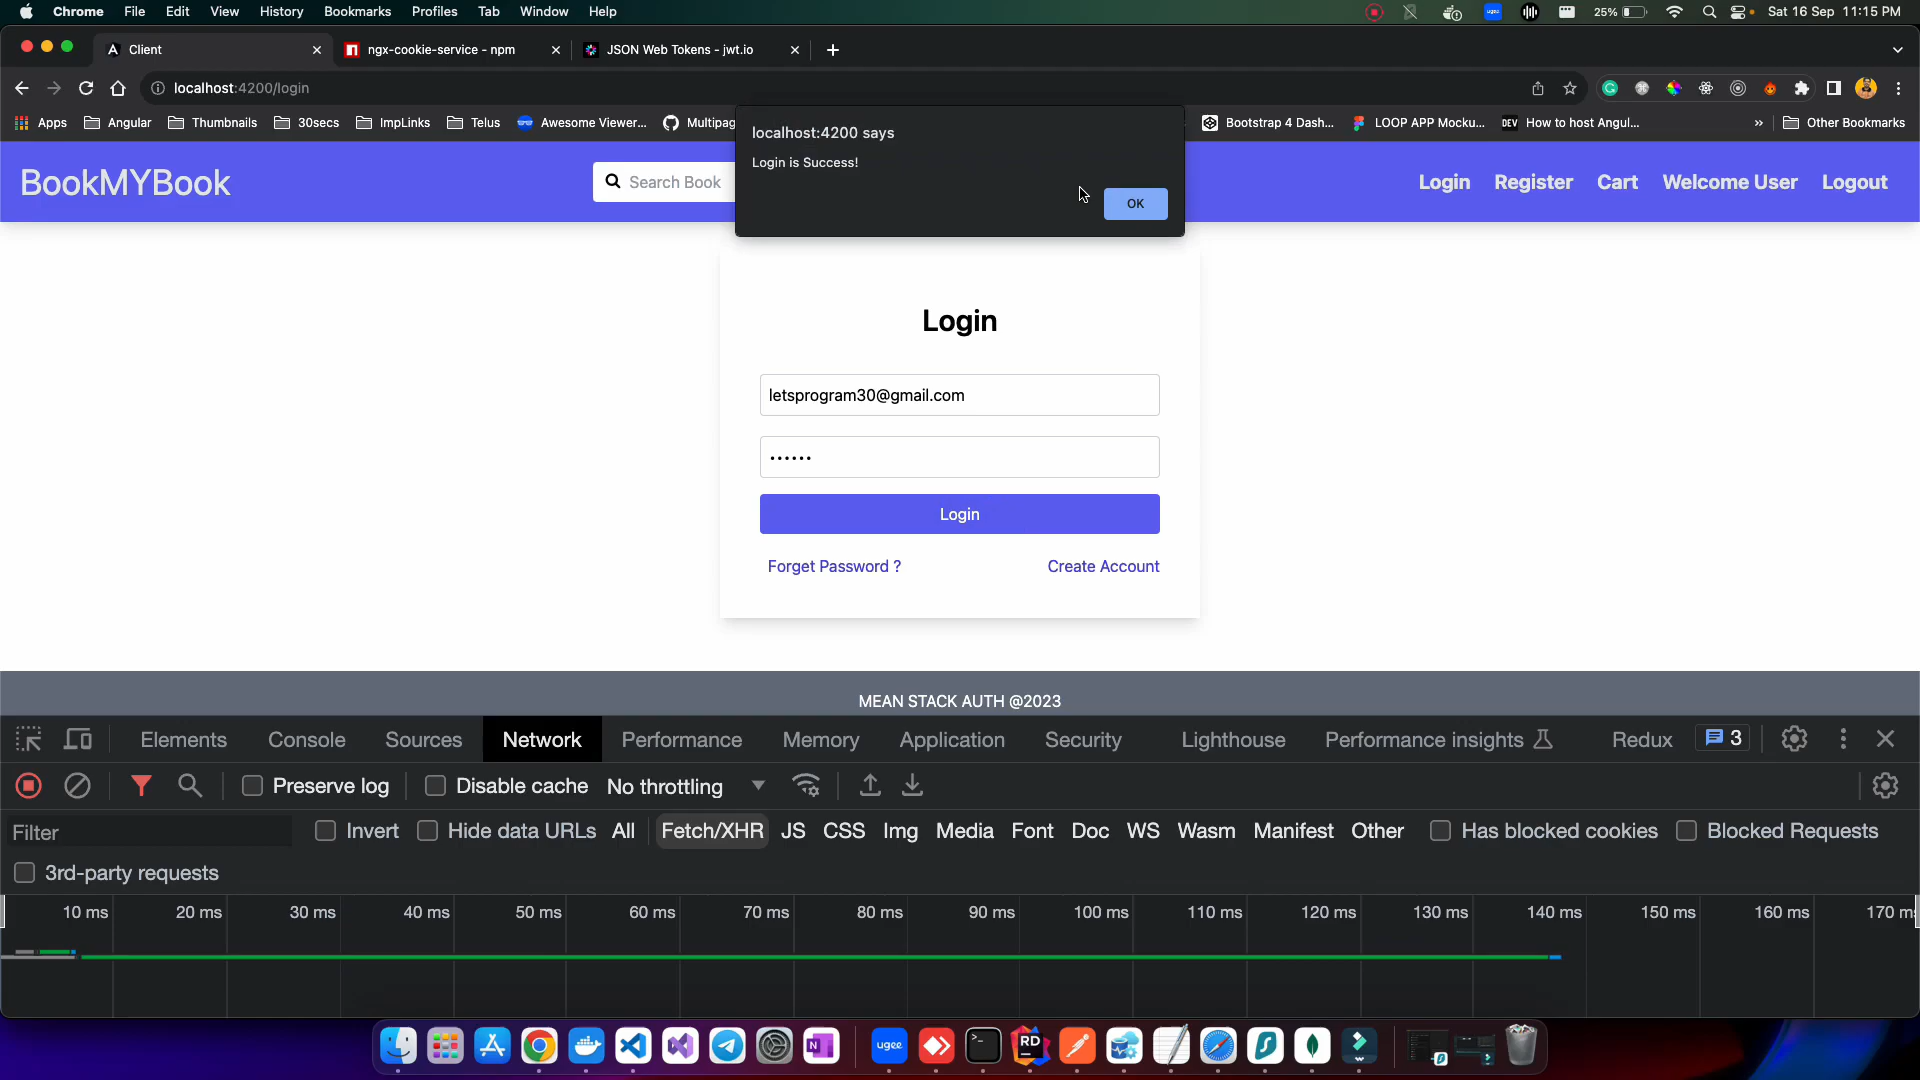 Chrome File Edit View History Bookmarks Profiles Tab Window Help ugee 25% Sat 16 Sep 11:15 PM
Client ngx-cookie-service - npm JSON Web Tokens - jwt.io
localhost:4200/login
Apps Angular Thumbnails 30secs ImpLinks Telus Awesome Viewer... Multipag Bootstrap 4 Dash... LOOP APP Mocku... DEV How to host Angul... » Other Bookmarks
localhost:4200 says
Login is Success!
OK
BookMYBook Search Book Login Register Cart Welcome User Logout
Login
letsprogram30@gmail.com
••••••
Login
Forget Password ? Create Account
MEAN STACK AUTH @2023
Elements Console Sources Network Performance Memory Application Security Lighthouse Performance insights Redux 3
Preserve log Disable cache No throttling
Filter Invert Hide data URLs All Fetch/XHR JS CSS Img Media Font Doc WS Wasm Manifest Other Has blocked cookies Blocked Requests
3rd-party requests
10 ms 20 ms 30 ms 40 ms 50 ms 60 ms 70 ms 80 ms 90 ms 100 ms 110 ms 120 ms 130 ms 140 ms 150 ms 160 ms 170 m
N ugee RD